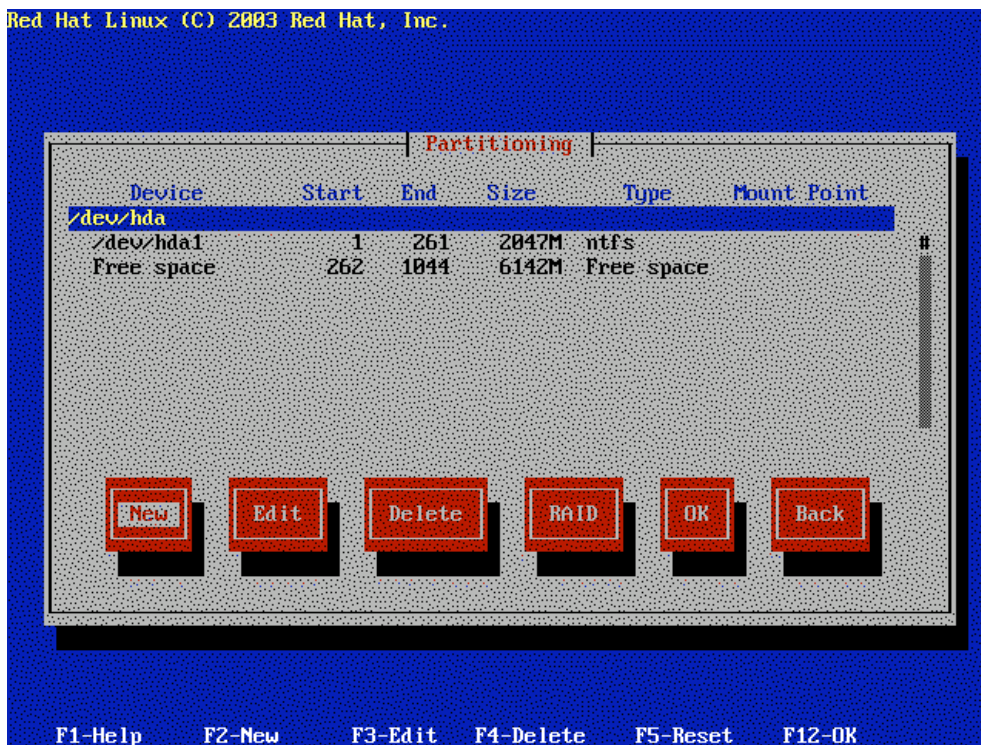 Red Hat Linux (C) 2003 Red Hat, Inc.
Partitioning
Device Start End Size Type Mount Point
/dev/hda
/dev/hda1 1 261 2047M ntfs #
Free space 262 1044 6142M Free space
New Edit Delete RAID OK Back
F1-Help F2-New F3-Edit F4-Delete F5-Reset F12-OK